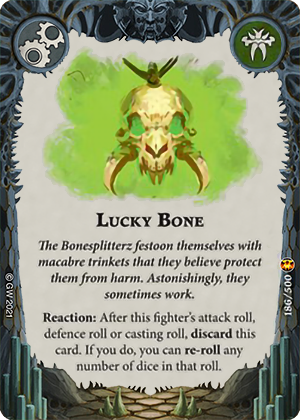 LUCKY BONE
The Bonesplitterz festoon themselves with
macabre trinkets that they believe protect
them from harm. Astonishingly, they
sometimes work.
Reaction: After this fighter's attack roll,
defence roll or casting roll, discard this
card. If you do, you can re-roll any
number of dice in that roll.
© GW 2021
186/500